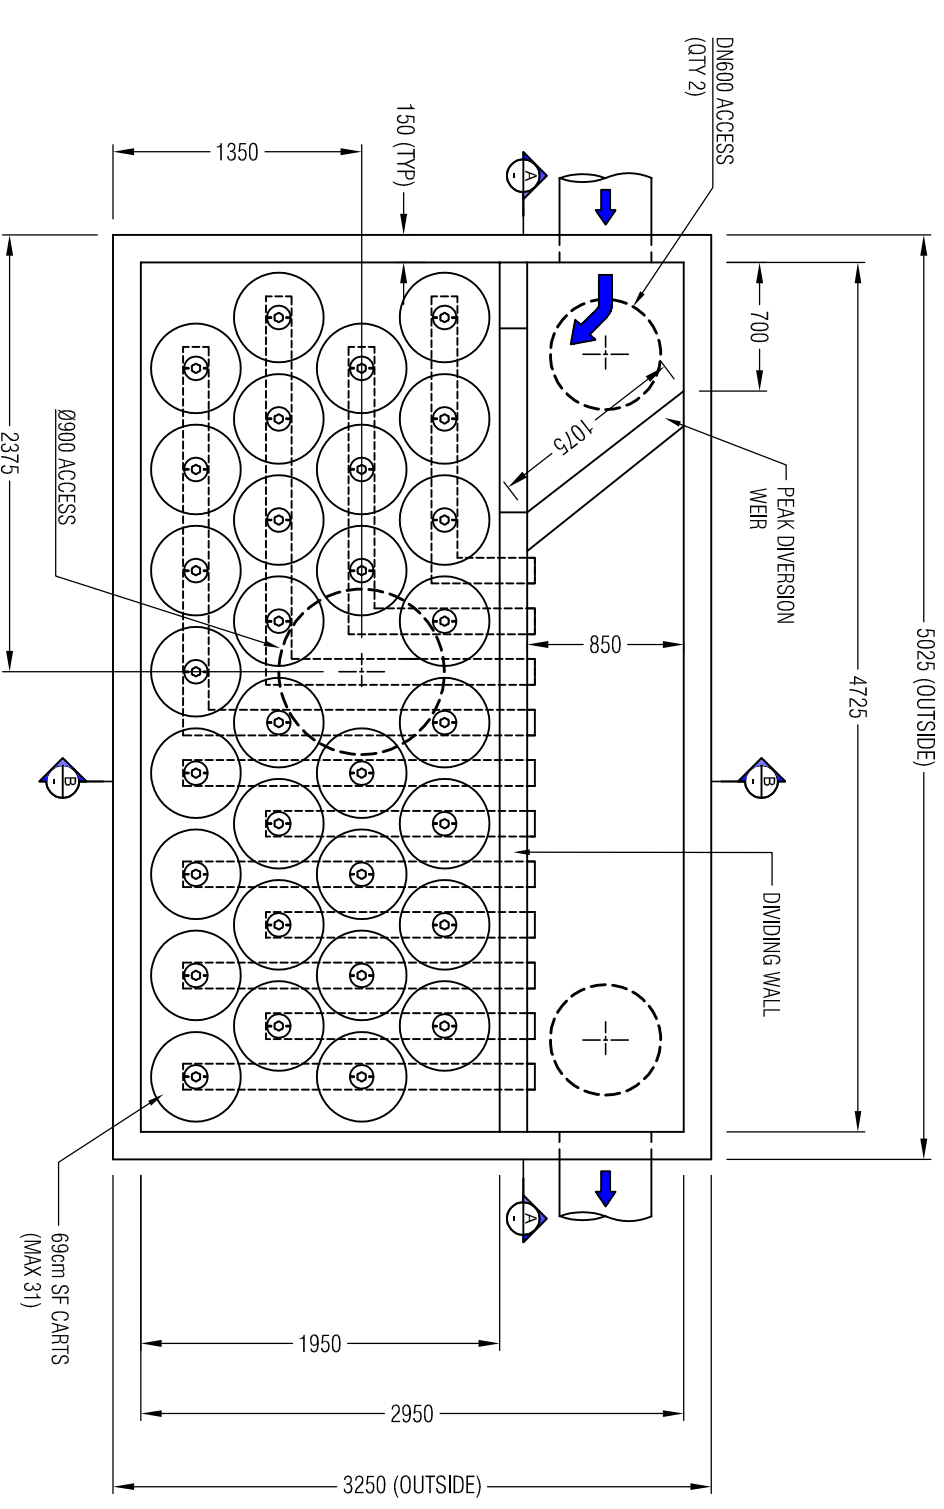 5025 (OUTSIDE)
4725
700
DN600 ACCESS
(QTY 2)
PEAK DIVERSION
WEIR
1075
850
DIVIDING WALL
A
-
A
-
B
-
B
-
150 (TYP)
1350
2375
Ø900 ACCESS
69cm SF CARTS
(MAX 31)
1950
2950
3250 (OUTSIDE)